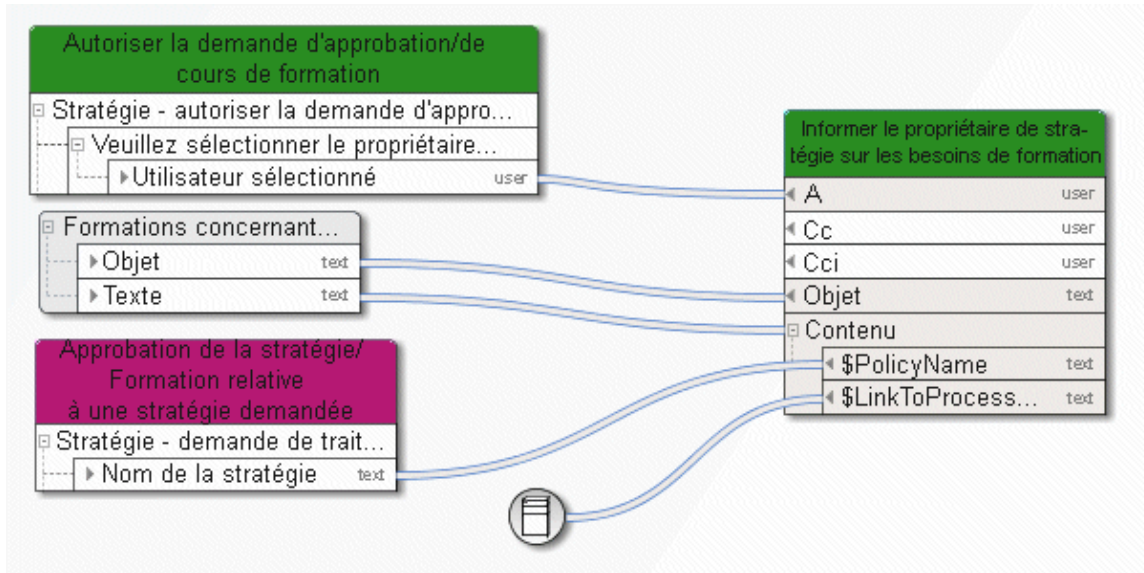 Autoriser la demande d'approbation/de
cours de formation
Stratégie - autoriser la demande d'appro...
Veuillez sélectionner le propriétaire...
Utilisateur sélectionné user
Formations concernant...
Objet text
Texte text
Approbation de la stratégie/
Formation relative
à une stratégie demandée
Stratégie - demande de trait...
Nom de la stratégie text
Informer le propriétaire de stra-
tégie sur les besoins de formation
A user
Cc user
Cci user
Objet text
Contenu
$PolicyName text
$LinkToProcess... text